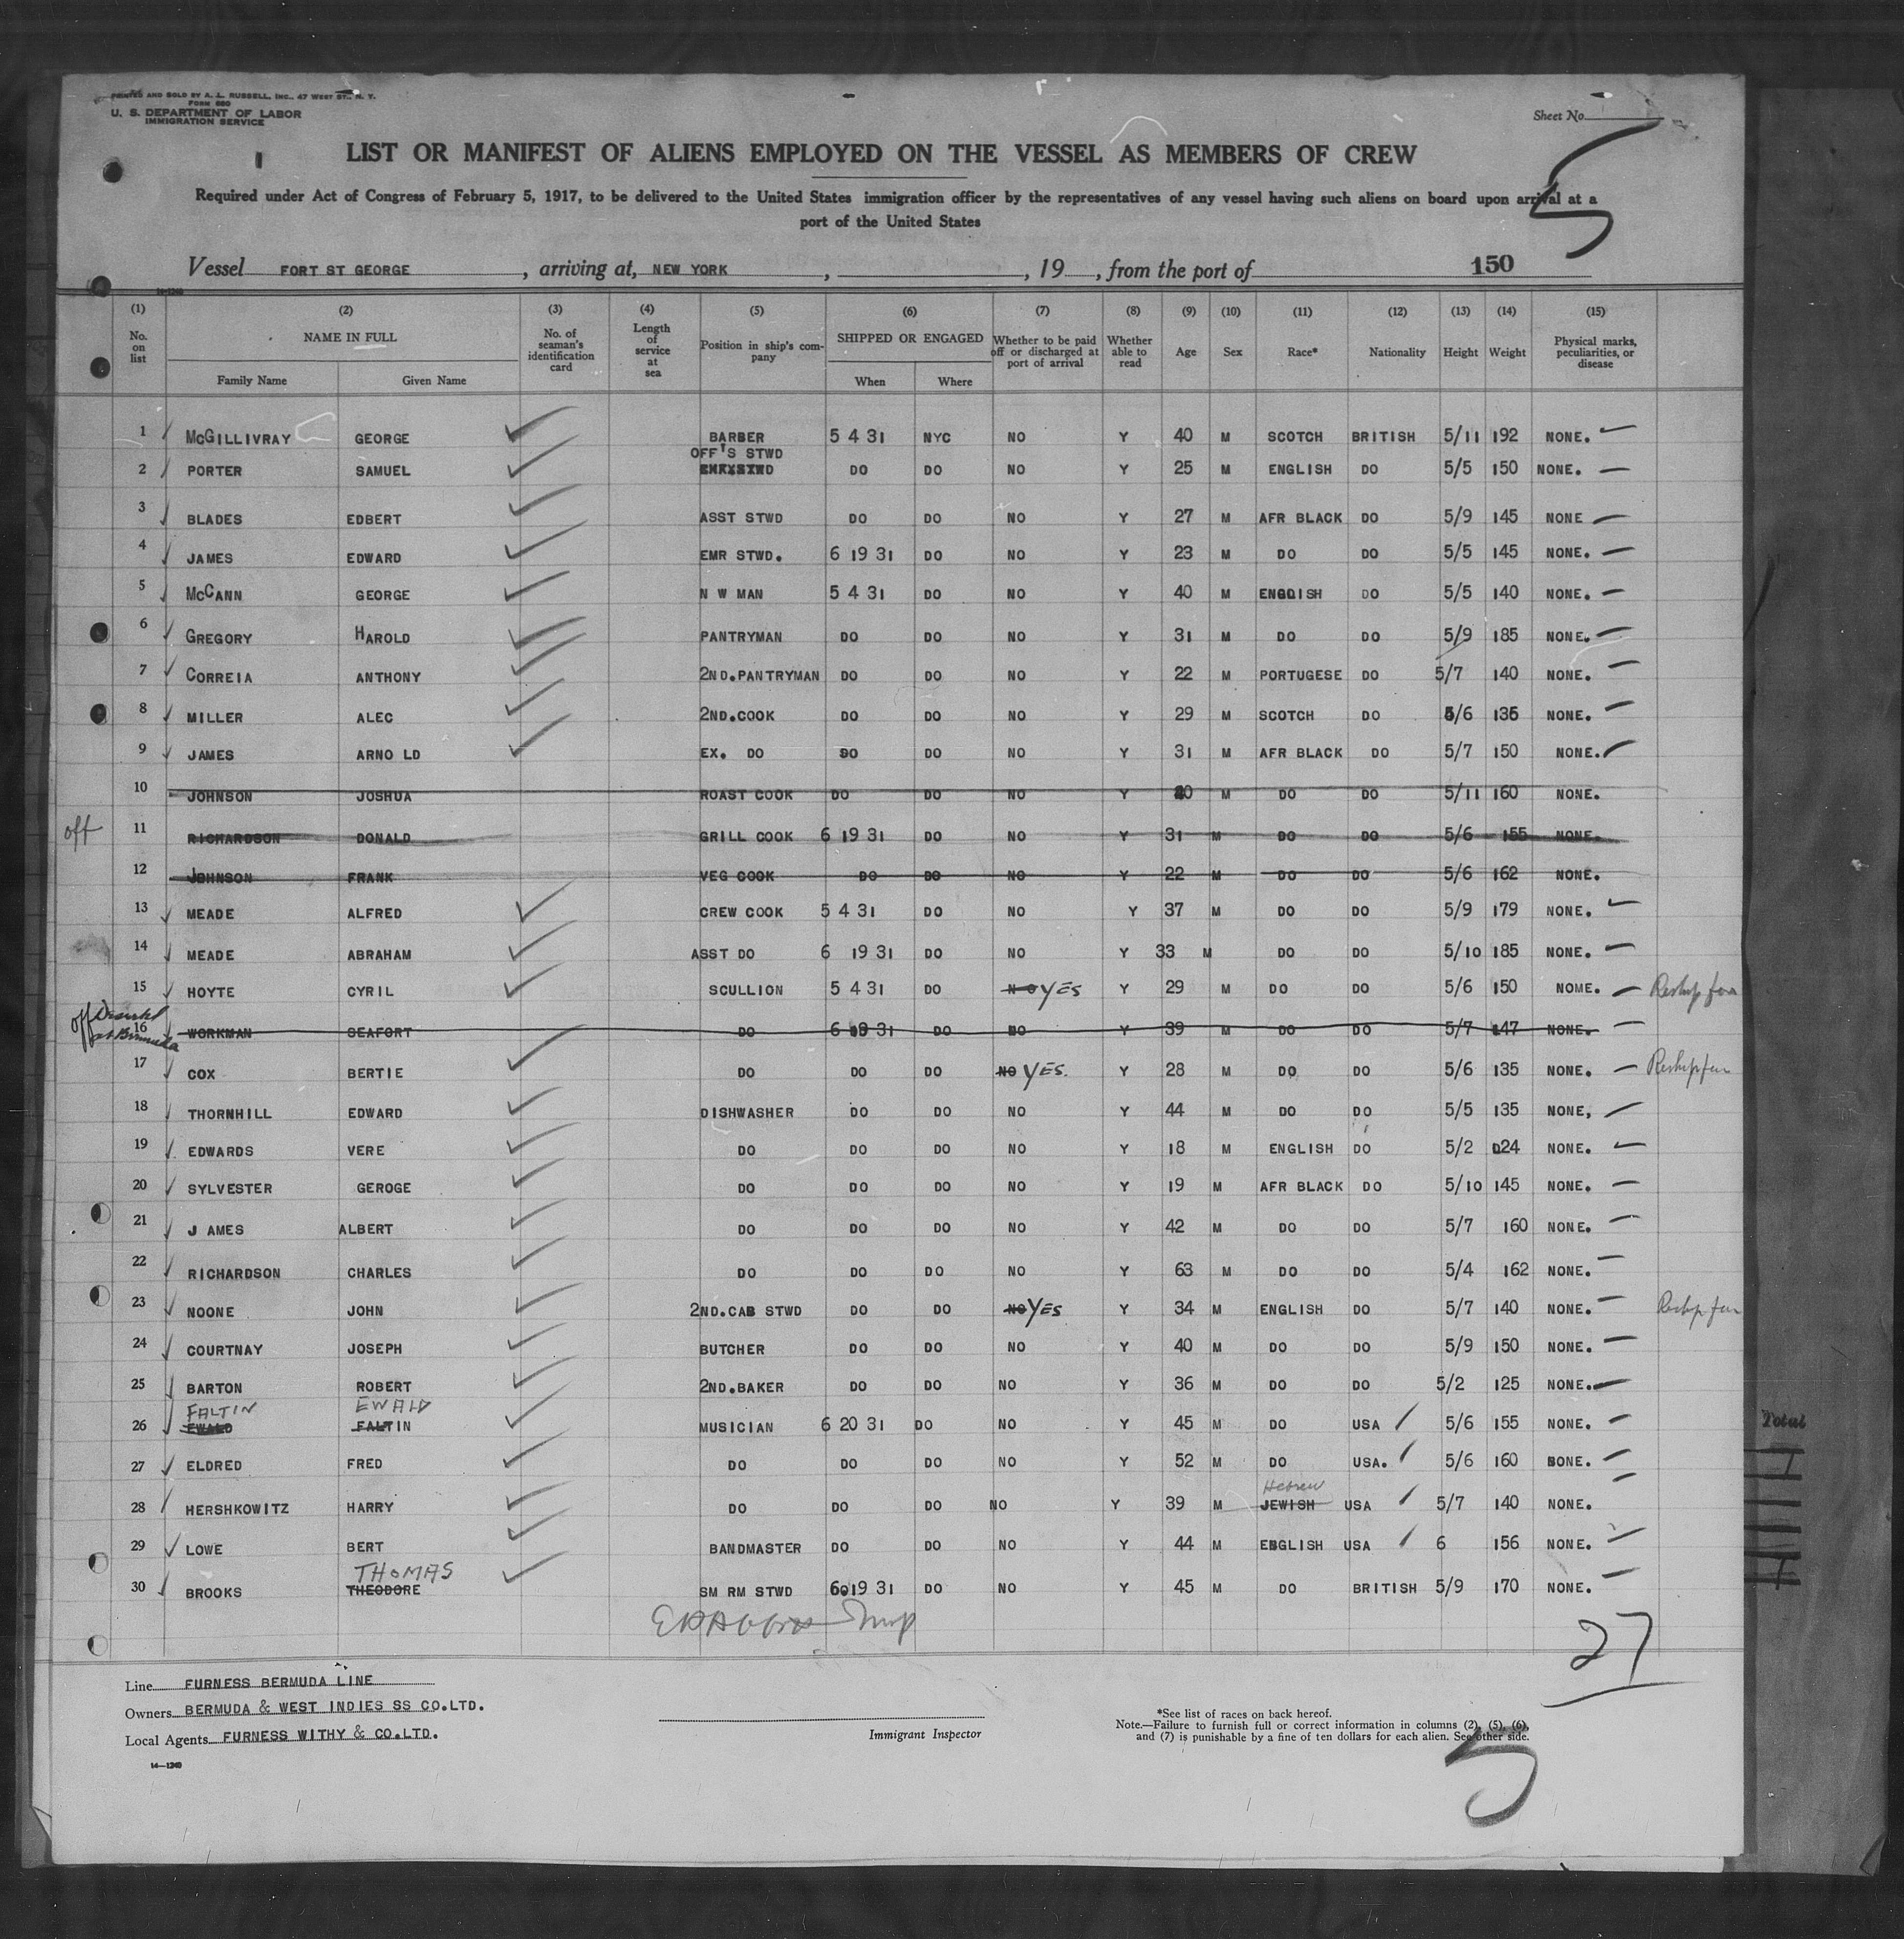 PRINTED AND SOLD BY A. L. RUSSELL, INC., 47 WEST ST., N. Y.
FORM 680
U. S. DEPARTMENT OF LABOR
IMMIGRATION SERVICE
Sheet No.
5
LIST OR MANIFEST OF ALIENS EMPLOYED ON THE VESSEL AS MEMBERS OF CREW
Required under Act of Congress of February 5, 1917, to be delivered to the United States immigration officer by the representatives of any vessel having such aliens on board upon arrival at a
port of the United States
Vessel FORT ST GEORGE, arriving at, NEW YORK, , 19 , from the port of 150
14-1240
(1) (2) (3) (4) (5) (6) (7) (8) (9) (10) (11) (12) (13) (14) (15)
No. on list NAME IN FULL Family Name Given Name No. of seaman's identification card Length of service at sea Position in ship's company SHIPPED OR ENGAGED When Where Whether to be paid off or discharged at port of arrival Whether able to read Age Sex Race* Nationality Height Weight Physical marks, peculiarities, or disease
1 McGILLIVRAY GEORGE BARBER 5 4 31 NYC NO Y 40 M SCOTCH BRITISH 5/11 192 NONE.
OFF'S STWD
2 PORTER SAMUEL DO DO NO Y 25 M ENGLISH DO 5/5 150 NONE.
3 BLADES EDBERT ASST STWD DO DO NO Y 27 M AFR BLACK DO 5/9 145 NONE
4 JAMES EDWARD EMR STWD. 6 19 31 DO NO Y 23 M DO DO 5/5 145 NONE.
5 McCANN GEORGE N W MAN 5 4 31 DO NO Y 40 M ENGLISH DO 5/5 140 NONE.
6 GREGORY HAROLD PANTRYMAN DO DO NO Y 31 M DO DO 5/9 185 NONE.
7 CORREIA ANTHONY 2ND.PANTRYMAN DO DO NO Y 22 M PORTUGESE DO 5/7 140 NONE.
8 MILLER ALEC 2ND.COOK DO DO NO Y 29 M SCOTCH DO 5/6 135 NONE.
9 JAMES ARNO LD EX. DO DO DO NO Y 31 M AFR BLACK DO 5/7 150 NONE.
10 JOHNSON JOSHUA ROAST COOK DO DO NO Y 40 M DO DO 5/11 160 NONE.
off 11 RICHARDSON DONALD GRILL COOK 6 19 31 DO NO Y 31 M DO DO 5/6 155 NONE.
12 JOHNSON FRANK VEG COOK DO DO NO Y 22 M DO DO 5/6 162 NONE.
13 MEADE ALFRED CREW COOK 5 4 31 DO NO Y 37 M DO DO 5/9 179 NONE.
14 MEADE ABRAHAM ASST DO 6 19 31 DO NO Y 33 M DO DO 5/10 185 NONE.
15 HOYTE CYRIL SCULLION 5 4 31 DO NO YES Y 29 M DO DO 5/6 150 NOME.
off at Bermuda 16 WORKMAN SEAFORT DO 6 19 31 DO NO Y 39 M DO DO 5/7 147 NONE.
17 COX BERTIE DO DO DO NO YES. Y 28 M DO DO 5/6 135 NONE.
18 THORNHILL EDWARD DISHWASHER DO DO NO Y 44 M DO DO 5/5 135 NONE,
19 EDWARDS VERE DO DO DO NO Y 18 M ENGLISH DO 5/2 124 NONE.
20 SYLVESTER GEROGE DO DO DO NO Y 19 M AFR BLACK DO 5/10 145 NONE.
21 J AMES ALBERT DO DO DO NO Y 42 M DO DO 5/7 160 NONE.
22 RICHARDSON CHARLES DO DO DO NO Y 63 M DO DO 5/4 162 NONE.
23 NOONE JOHN 2ND.CAB STWD DO DO NO YES Y 34 M ENGLISH DO 5/7 140 NONE.
24 COURTNAY JOSEPH BUTCHER DO DO NO Y 40 M DO DO 5/9 150 NONE.
25 BARTON ROBERT 2ND.BAKER DO DO NO Y 36 M DO DO 5/2 125 NONE.
FALTIN EWALD
26 EWALD FALTIN MUSICIAN 6 20 31 DO NO Y 45 M DO USA 5/6 155 NONE.
27 ELDRED FRED DO DO DO NO Y 52 M DO USA. 5/6 160 BONE.
Hebrew
28 HERSHKOWITZ HARRY DO DO DO NO Y 39 M JEWISH USA 5/7 140 NONE.
29 LOWE BERT BANDMASTER DO DO NO Y 44 M ENGLISH USA 6 156 NONE.
THOMAS
30 BROOKS THEODORE SM RM STWD 6 19 31 DO NO Y 45 M DO BRITISH 5/9 170 NONE.
27
Line FURNESS BERMUDA LINE
Owners BERMUDA & WEST INDIES SS CO.LTD.
Local Agents FURNESS WITHY & CO.LTD.
14-1240
Immigrant Inspector
*See list of races on back hereof.
Note.—Failure to furnish full or correct information in columns (2), (5), (6), and (7) is punishable by a fine of ten dollars for each alien. See other side.
5
Total